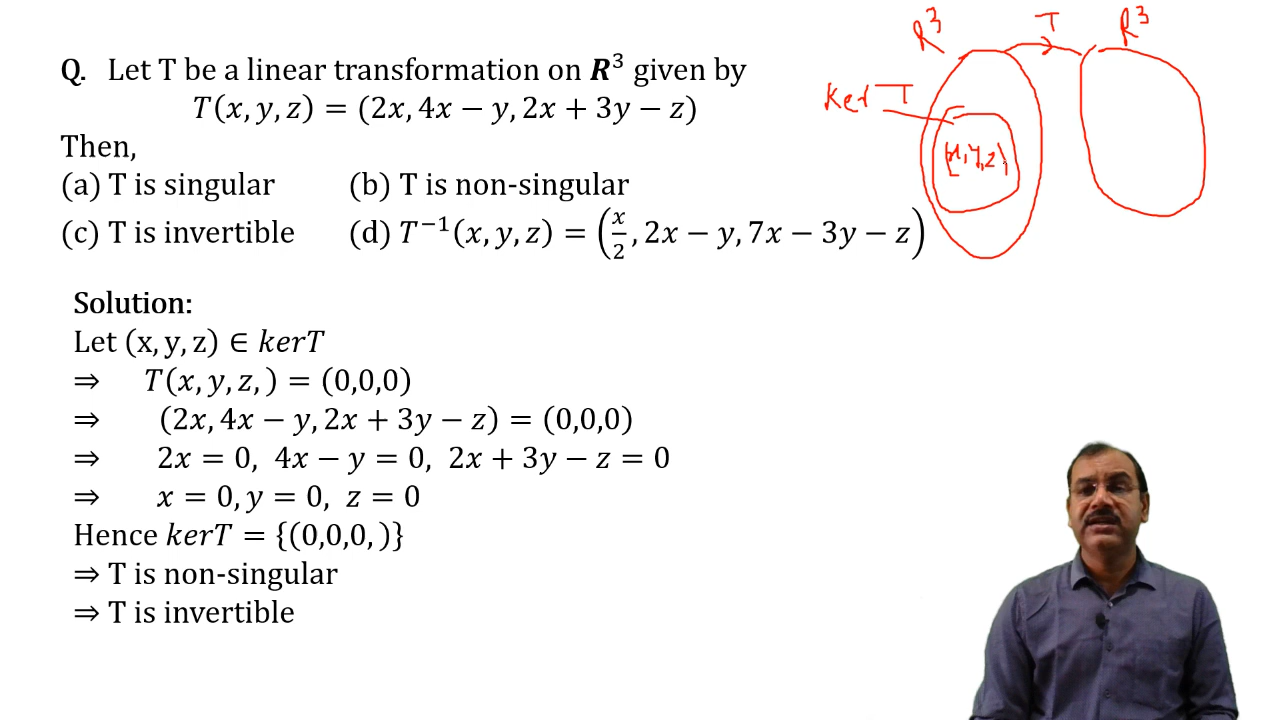 Q. Let T be a linear transformation on R³ given by
T(x, y, z) = (2x, 4x − y, 2x + 3y − z)
Then,
(a) T is singular (b) T is non-singular
(c) T is invertible (d) T⁻¹(x, y, z) = (x/2, 2x − y, 7x − 3y − z)
Solution:
Let (x, y, z) ∈ kerT
⇒ T(x, y, z, ) = (0,0,0)
⇒ (2x, 4x − y, 2x + 3y − z) = (0,0,0)
⇒ 2x = 0, 4x − y = 0, 2x + 3y − z = 0
⇒ x = 0, y = 0, z = 0
Hence kerT = {(0,0,0, )}
⇒ T is non-singular
⇒ T is invertible
R³ T R³
Ker T
(x, y, z)